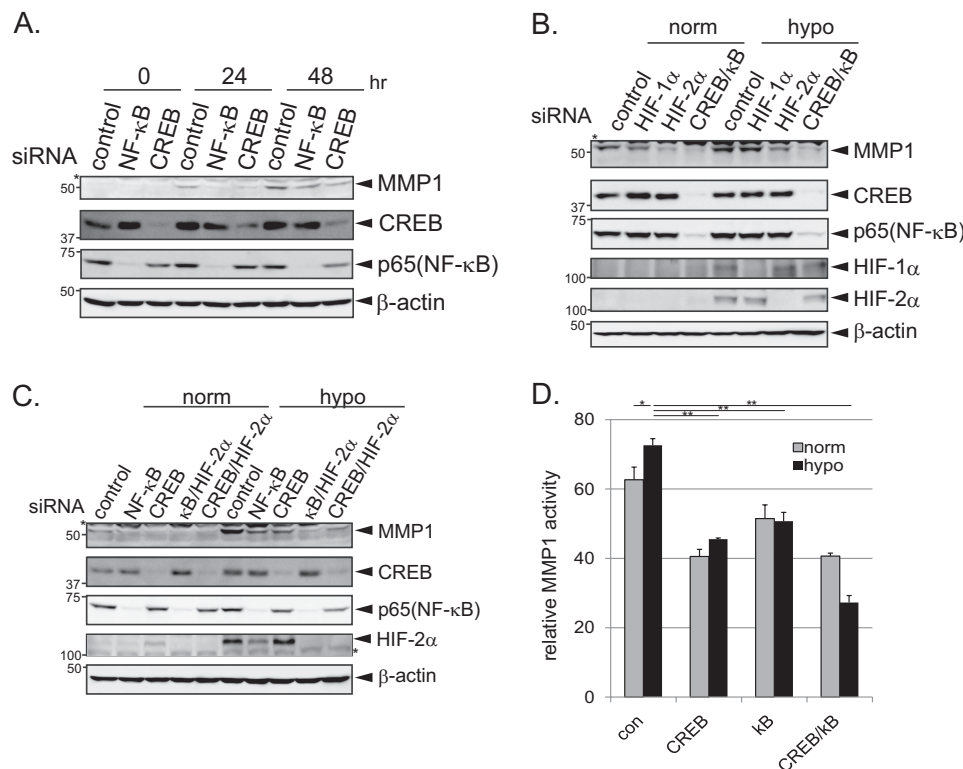 A.
0 24 48 hr
siRNA control NF-κB CREB control NF-κB CREB control NF-κB CREB
*
50 MMP1
37 CREB
75 p65(NF-κB)
50 β-actin
B.
norm hypo
siRNA control HIF-1α HIF-2α CREB/κB control HIF-1α HIF-2α CREB/κB
*
50 MMP1
37 CREB
75 p65(NF-κB)
100 HIF-1α
100 HIF-2α
50 β-actin
C.
norm hypo
siRNA control NF-κB CREB κB/HIF-2α CREB/HIF-2α control NF-κB CREB κB/HIF-2α CREB/HIF-2α
*
50 MMP1
37 CREB
75 p65(NF-κB)
HIF-2α
100 *
50 β-actin
D.
* ** ** **
norm
hypo
relative MMP1 activity
80
60
40
20
0
con CREB kB CREB/kB